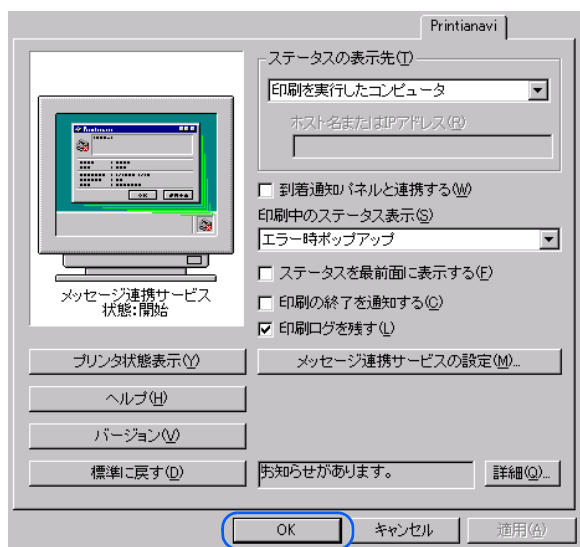 Printianavi
ステータスの表示先(T)
印刷を実行したコンピュータ
ホスト名またはIPアドレス(R)
到着通知パネルと連携する(W)
印刷中のステータス表示(S)
エラー時ポップアップ
ステータスを最前面に表示する(F)
印刷の終了を通知する(C)
印刷ログを残す(L)
メッセージ連携サービス
状態:開始
プリンタ状態表示(Y)
メッセージ連携サービスの設定(M)...
ヘルプ(H)
バージョン(V)
標準に戻す(D)
お知らせがあります。
詳細(Q)...
OK
キャンセル
適用(A)